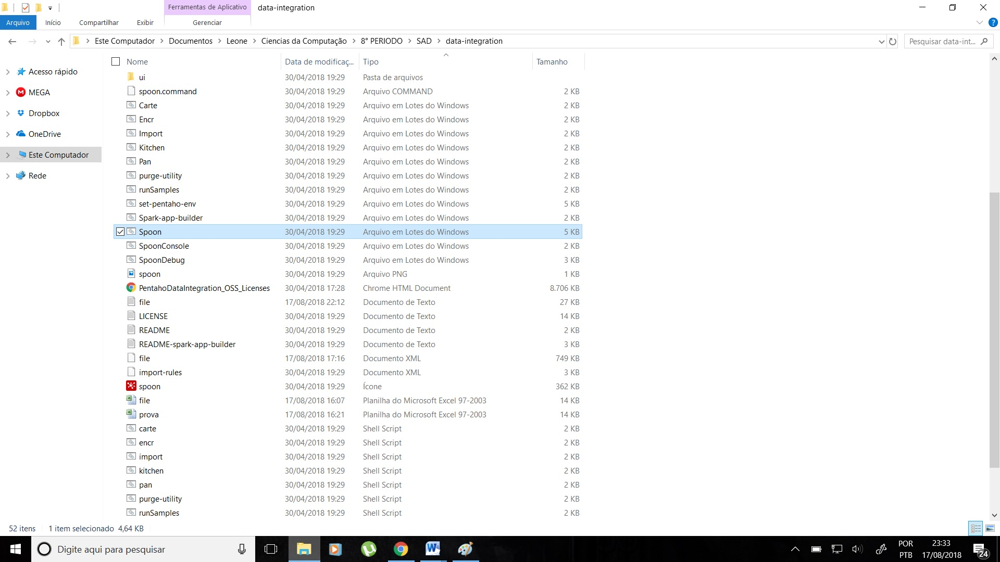 Ferramentas de Aplicativo data-integration
Arquivo Início Compartilhar Exibir Gerenciar ?
Este Computador Documentos Leone Ciencias da Computação 8° PERIODO SAD data-integration Pesquisar data-int...
Nome Data de modificaç... Tipo Tamanho
Acesso rápido
MEGA
Dropbox
OneDrive
Este Computador
Rede
ui 30/04/2018 19:29 Pasta de arquivos
spoon.command 30/04/2018 19:29 Arquivo COMMAND 2 KB
Carte 30/04/2018 19:29 Arquivo em Lotes do Windows 2 KB
Encr 30/04/2018 19:29 Arquivo em Lotes do Windows 2 KB
Import 30/04/2018 19:29 Arquivo em Lotes do Windows 2 KB
Kitchen 30/04/2018 19:29 Arquivo em Lotes do Windows 2 KB
Pan 30/04/2018 19:29 Arquivo em Lotes do Windows 2 KB
purge-utility 30/04/2018 19:29 Arquivo em Lotes do Windows 2 KB
runSamples 30/04/2018 19:29 Arquivo em Lotes do Windows 2 KB
set-pentaho-env 30/04/2018 19:29 Arquivo em Lotes do Windows 5 KB
Spark-app-builder 30/04/2018 19:29 Arquivo em Lotes do Windows 2 KB
Spoon 30/04/2018 19:29 Arquivo em Lotes do Windows 5 KB
SpoonConsole 30/04/2018 19:29 Arquivo em Lotes do Windows 2 KB
SpoonDebug 30/04/2018 19:29 Arquivo em Lotes do Windows 3 KB
spoon 30/04/2018 19:29 Arquivo PNG 1 KB
PentahoDataIntegration_OSS_Licenses 30/04/2018 17:28 Chrome HTML Document 8.706 KB
file 17/08/2018 22:12 Documento de Texto 27 KB
LICENSE 30/04/2018 19:29 Documento de Texto 14 KB
README 30/04/2018 19:29 Documento de Texto 2 KB
README-spark-app-builder 30/04/2018 19:29 Documento de Texto 3 KB
file 17/08/2018 17:16 Documento XML 749 KB
import-rules 30/04/2018 19:29 Documento XML 3 KB
spoon 30/04/2018 19:29 Ícone 362 KB
file 17/08/2018 16:07 Planilha do Microsoft Excel 97-2003 14 KB
prova 17/08/2018 16:21 Planilha do Microsoft Excel 97-2003 14 KB
carte 30/04/2018 19:29 Shell Script 2 KB
encr 30/04/2018 19:29 Shell Script 2 KB
import 30/04/2018 19:29 Shell Script 2 KB
kitchen 30/04/2018 19:29 Shell Script 2 KB
pan 30/04/2018 19:29 Shell Script 2 KB
purge-utility 30/04/2018 19:29 Shell Script 2 KB
runSamples 30/04/2018 19:29 Shell Script 2 KB
52 itens 1 item selecionado 4,64 KB
Digite aqui para pesquisar
POR 23:33
PTB 17/08/2018 24